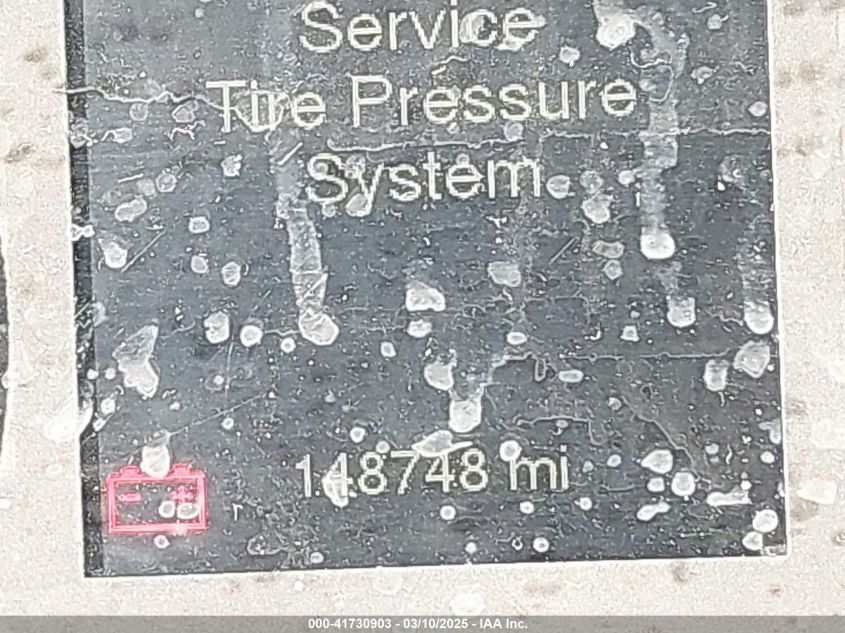 Service
Tire Pressure
System
148748 mi
000-41730903 - 03/10/2025 - IAA Inc.